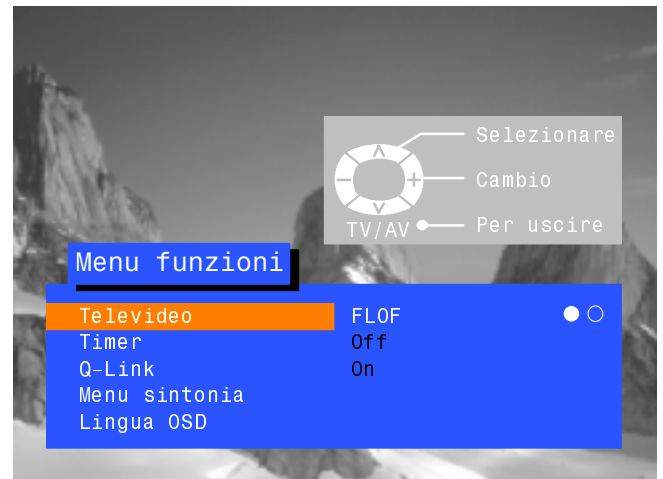 Selezionare
Cambio
TV/AV Per uscire
Menu funzioni
Televideo FLOF
Timer Off
Q-Link On
Menu sintonia
Lingua OSD